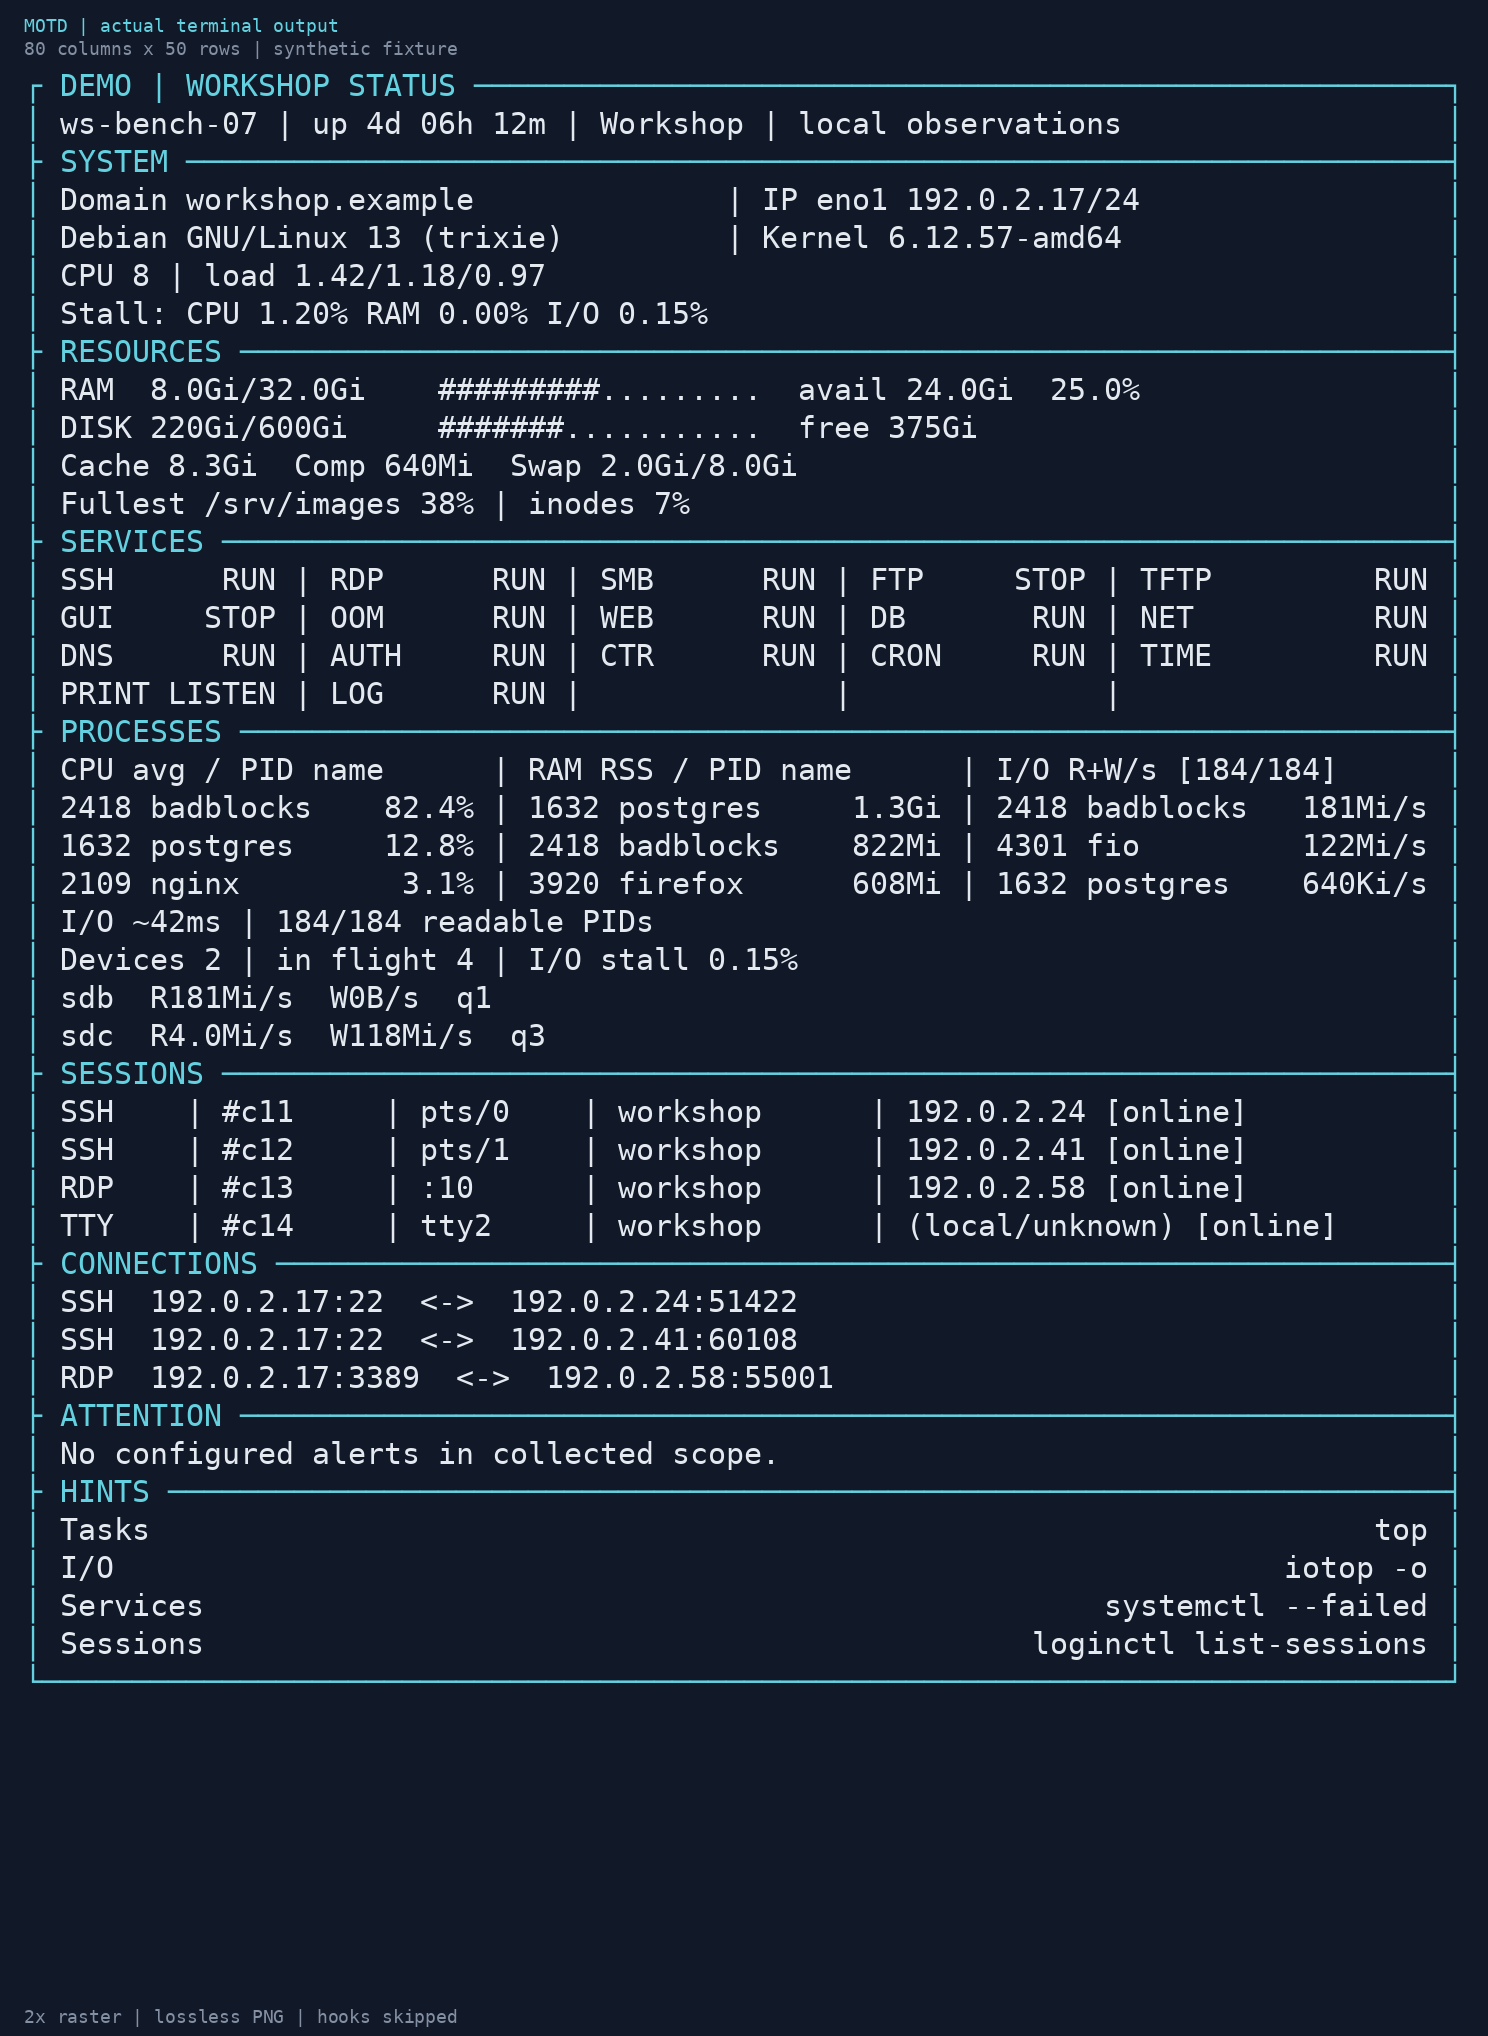 MOTD | actual terminal output
80 columns x 50 rows | synthetic fixture
DEMO | WORKSHOP STATUS
ws-bench-07 | up 4d 06h 12m | Workshop | local observations
SYSTEM
Domain workshop.example | IP eno1 192.0.2.17/24
Debian GNU/Linux 13 (trixie) | Kernel 6.12.57-amd64
CPU 8 | load 1.42/1.18/0.97
Stall: CPU 1.20% RAM 0.00% I/O 0.15%
RESOURCES
RAM  8.0Gi/32.0Gi    #########.........  avail 24.0Gi  25.0%
DISK 220Gi/600Gi     #######...........  free 375Gi
Cache 8.3Gi  Comp 640Mi  Swap 2.0Gi/8.0Gi
Fullest /srv/images 38% | inodes 7%
SERVICES
SSH      RUN | RDP      RUN | SMB      RUN | FTP     STOP | TFTP         RUN
GUI     STOP | OOM      RUN | WEB      RUN | DB       RUN | NET          RUN
DNS      RUN | AUTH     RUN | CTR      RUN | CRON     RUN | TIME         RUN
PRINT LISTEN | LOG      RUN |              |              |
PROCESSES
CPU avg / PID name      | RAM RSS / PID name      | I/O R+W/s [184/184]
2418 badblocks    82.4% | 1632 postgres     1.3Gi | 2418 badblocks   181Mi/s
1632 postgres     12.8% | 2418 badblocks    822Mi | 4301 fio         122Mi/s
2109 nginx         3.1% | 3920 firefox      608Mi | 1632 postgres    640Ki/s
I/O ~42ms | 184/184 readable PIDs
Devices 2 | in flight 4 | I/O stall 0.15%
sdb  R181Mi/s  W0B/s  q1
sdc  R4.0Mi/s  W118Mi/s  q3
SESSIONS
SSH    | #c11     | pts/0    | workshop      | 192.0.2.24 [online]
SSH    | #c12     | pts/1    | workshop      | 192.0.2.41 [online]
RDP    | #c13     | :10      | workshop      | 192.0.2.58 [online]
TTY    | #c14     | tty2     | workshop      | (local/unknown) [online]
CONNECTIONS
SSH  192.0.2.17:22  <->  192.0.2.24:51422
SSH  192.0.2.17:22  <->  192.0.2.41:60108
RDP  192.0.2.17:3389  <->  192.0.2.58:55001
ATTENTION
No configured alerts in collected scope.
HINTS
Tasks top
I/O iotop -o
Services systemctl --failed
Sessions loginctl list-sessions
2x raster | lossless PNG | hooks skipped